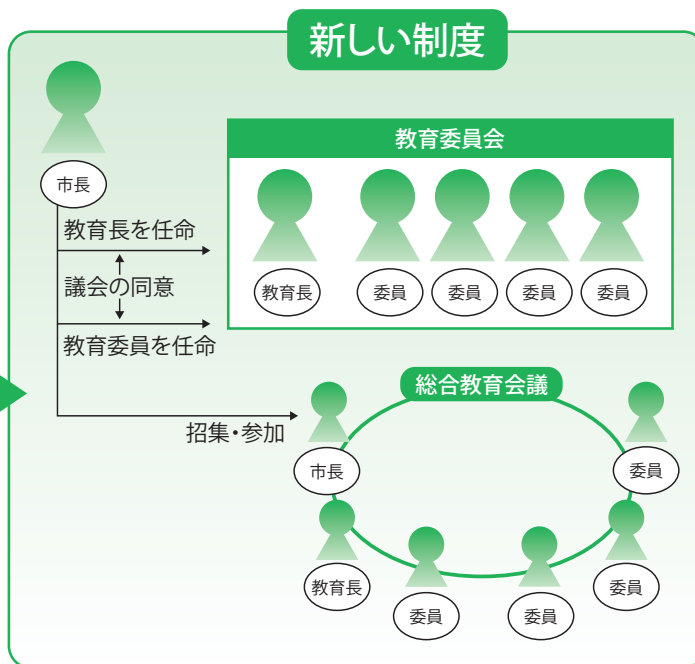 新しい制度
市長
教育委員会
教育長
委員
委員
委員
委員
教育長を任命
議会の同意
教育委員を任命
招集・参加
総合教育会議
市長
委員
教育長
委員
委員
委員